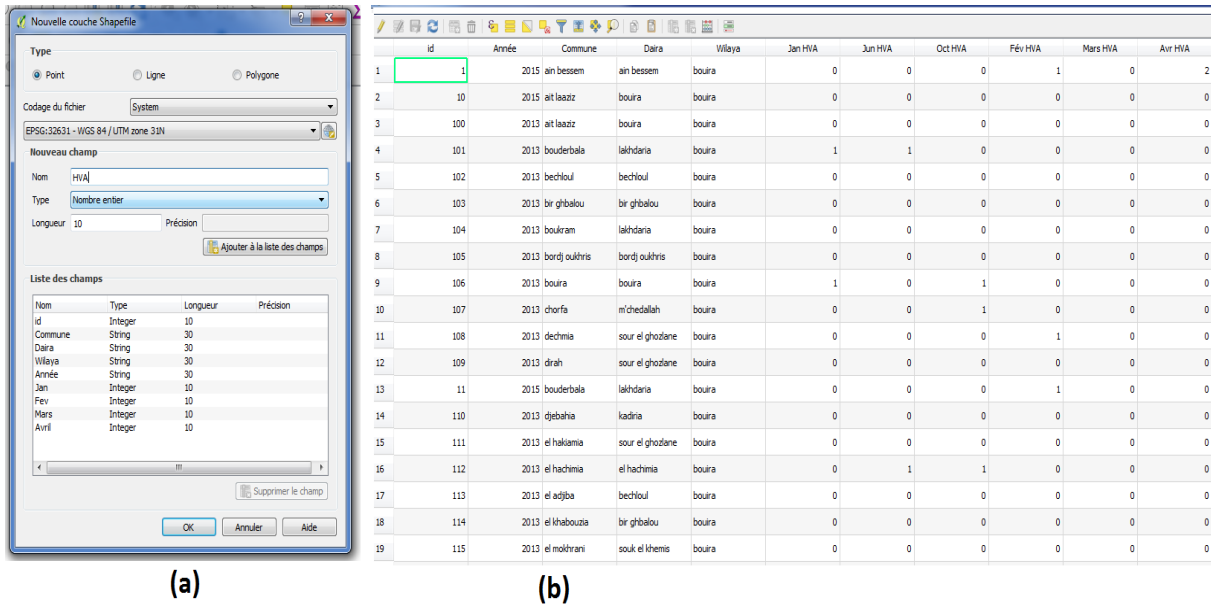 Nouvelle couche Shapefile
Type
Point Ligne Polygone
Codage du fichier System
EPSG:32631 - WGS 84 / UTM zone 31N
Nouveau champ
Nom HVA
Type Nombre entier
Longueur 10 Précision
Ajouter à la liste des champs
Liste des champs
Nom Type Longueur Précision
id Integer 10
Commune String 30
Daira String 30
Wilaya String 30
Année String 30
Jan Integer 10
Fev Integer 10
Mars Integer 10
Avril Integer 10
Supprimer le champ
OK Annuler Aide
(a)
id Année Commune Daira Wilaya Jan HVA Jun HVA Oct HVA Fév HVA Mars HVA Avr HVA
1 1 2015 ain bessem ain bessem bouira 0 0 0 1 0 2
2 10 2015 ait laaziz bouira bouira 0 0 0 0 0 0
3 100 2013 ait laaziz bouira bouira 0 0 0 0 0 0
4 101 2013 bouderbala lakhdaria bouira 1 1 0 0 0 0
5 102 2013 bechloul bechloul bouira 0 0 0 0 0 0
6 103 2013 bir ghbalou bir ghbalou bouira 0 0 0 0 0 0
7 104 2013 boukram lakhdaria bouira 0 0 0 0 0 0
8 105 2013 bordj oukhris bordj oukhris bouira 0 0 0 0 0 0
9 106 2013 bouira bouira bouira 1 0 1 0 0 0
10 107 2013 chorfa m'chedallah bouira 0 0 1 0 0 0
11 108 2013 dechmia sour el ghozlane bouira 0 0 0 1 0 0
12 109 2013 dirah sour el ghozlane bouira 0 0 0 0 0 0
13 11 2015 bouderbala lakhdaria bouira 0 0 0 1 0 0
14 110 2013 djebahia kadiria bouira 0 0 0 0 0 0
15 111 2013 el hakiamia sour el ghozlane bouira 0 0 0 0 0 0
16 112 2013 el hachimia el hachimia bouira 0 1 1 0 0 0
17 113 2013 el adjiba bechloul bouira 0 0 0 0 0 0
18 114 2013 el khabouzia bir ghbalou bouira 0 0 0 0 0 0
19 115 2013 el mokhrani souk el khemis bouira 0 0 0 0 0 0
(b)